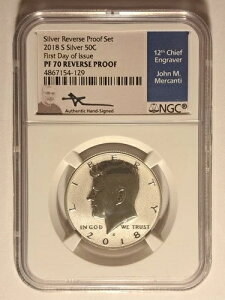 Silver Reverse Proof Set
2018 S Silver 50C
First Day of Issue
PF 70 REVERSE PROOF
4867154-129
Authentic Hand-Signed
12th Chief
Engraver
John M.
Mercanti
NGC
LIBERTY
IN GOD WE TRUST
S
2018